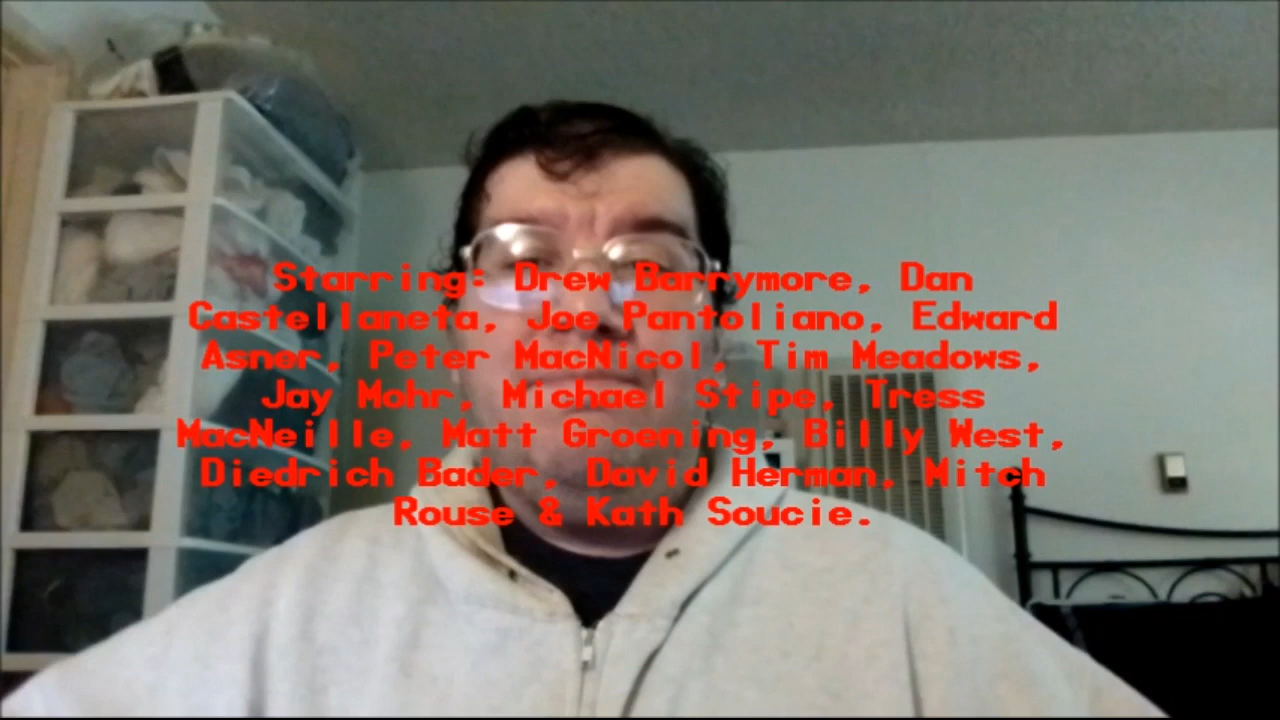 Starring: Drew Barrymore, Dan
Castellaneta, Joe Pantoliano, Edward
Asner, Peter MacNicol, Tim Meadows,
Jay Mohr, Michael Stipe, Tress
MacNeille, Matt Groening, Billy West,
Diedrich Bader, David Herman, Mitch
Rouse & Kath Soucie.